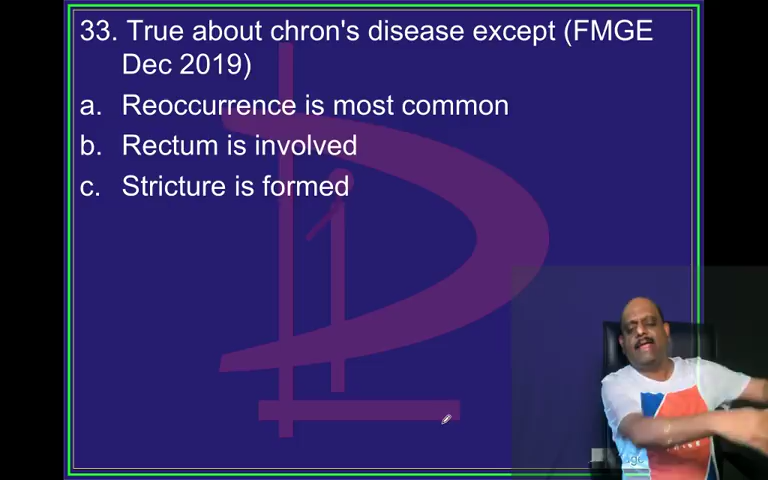 33. True about chron's disease except (FMGE
Dec 2019)
a. Reoccurrence is most common
b. Rectum is involved
c. Stricture is formed